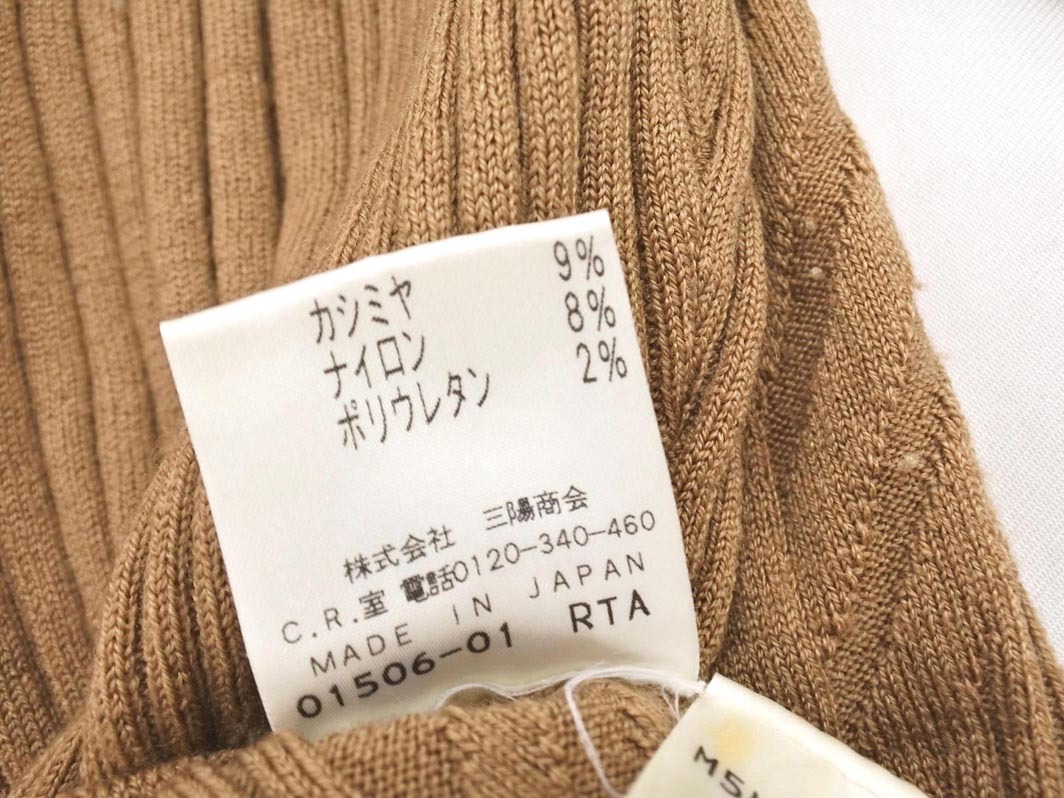 カシミヤ 9%
ナイロン 8%
ポリウレタン 2%
株式会社 三陽商会
C.R.室 電話0120-340-460
MADE IN JAPAN
01506-01 RTA